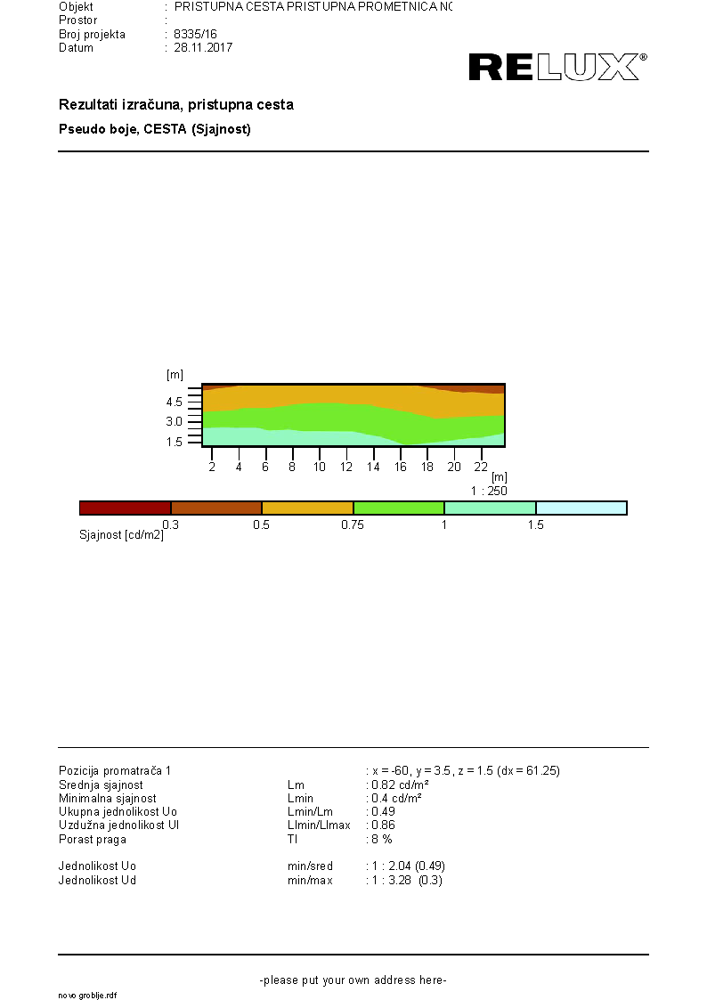 Objekt : PRISTUPNA CESTA PRISTUPNA PROMETNICA
Prostor :
Broj projekta : 8335/16
Datum : 28.11.2017
RELUX®
Rezultati izračuna, pristupna cesta
Pseudo boje, CESTA (Sjajnost)
[m]
4.5
3.0
1.5
2 4 6 8 10 12 14 16 18 20 22
[m]
1 : 250
0.3 0.5 0.75 1 1.5
Sjajnost [cd/m2]
Pozicija promatrača 1 : x = -60, y = 3.5, z = 1.5 (dx = 61.25)
Srednja sjajnost Lm : 0.82 cd/m²
Minimalna sjajnost Lmin : 0.4 cd/m²
Ukupna jednolikost Uo Lmin/Lm : 0.49
Uzdužna jednolikost Ul Llmin/Llmax : 0.86
Porast praga TI : 8 %
Jednolikost Uo min/sred : 1 : 2.04 (0.49)
Jednolikost Ud min/max : 1 : 3.28 (0.3)
-please put your own address here-
novo groblje.rdf